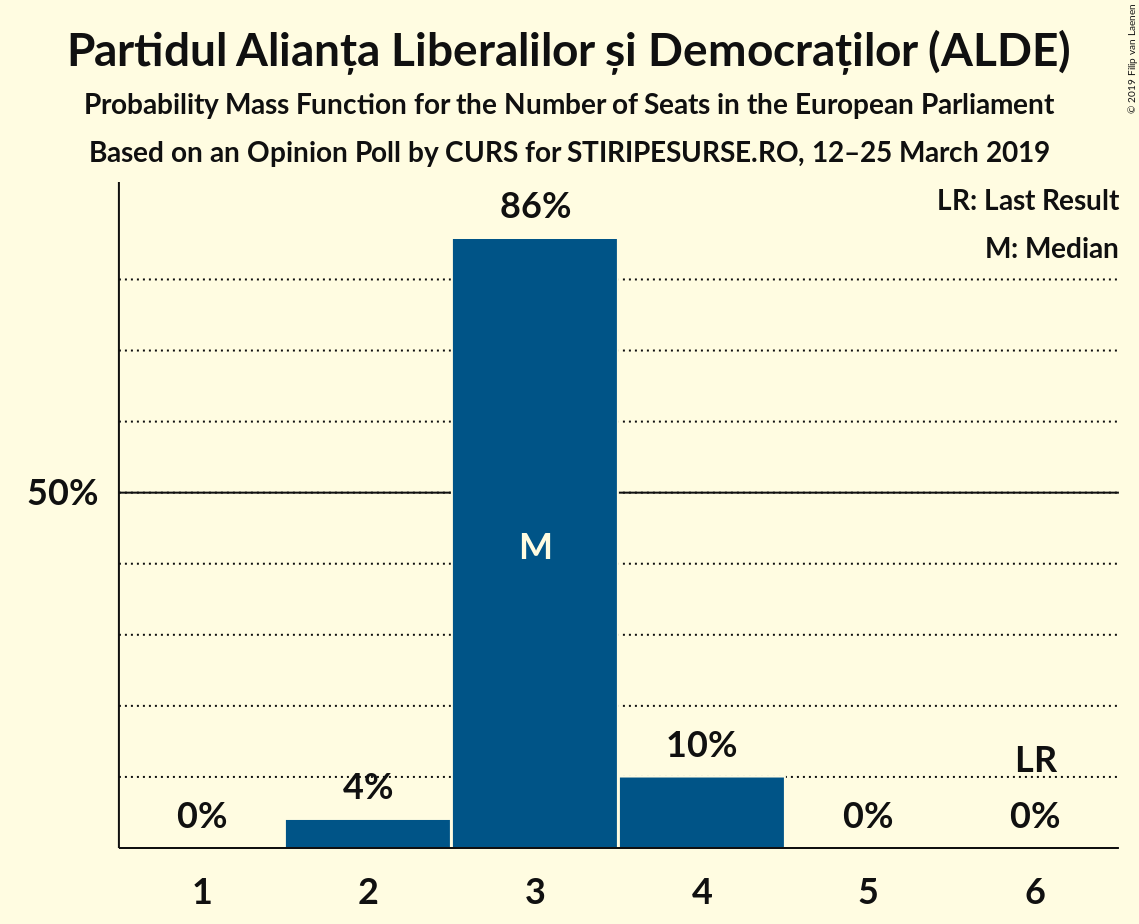 Partidul Alianța Liberalilor și Democraților (ALDE)
Probability Mass Function for the Number of Seats in the European Parliament
Based on an Opinion Poll by CURS for STIRIPESURSE.RO, 12–25 March 2019
© 2019 Filip van Laenen
LR: Last Result
M: Median
86%
50%
M
10%
LR
4%
0%
0%
0%
1
2
3
4
5
6